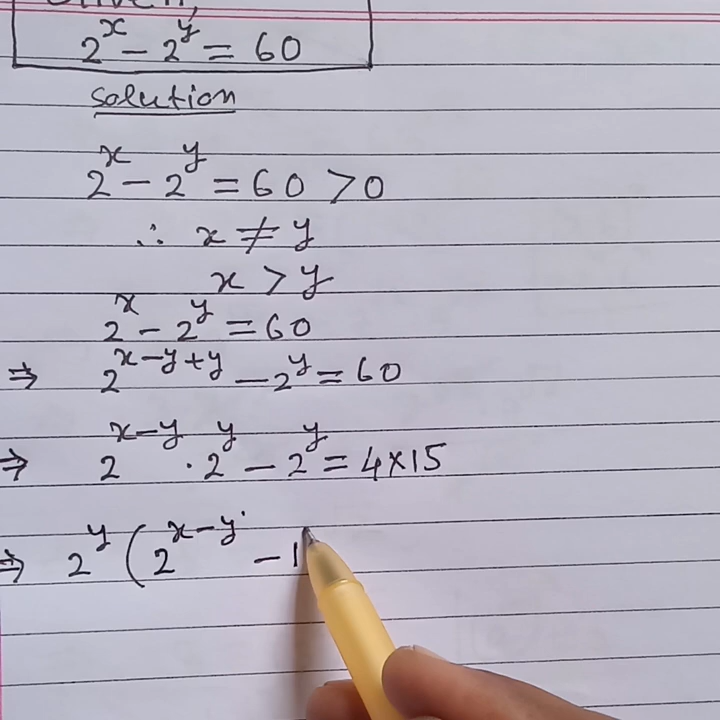 2^x - 2^y = 60
Solution
2^x - 2^y = 60 > 0
∴ x ≠ y
x > y
2^x - 2^y = 60
⇒ 2^{x-y+y} - 2^y = 60
⇒ 2^{x-y} · 2^y - 2^y = 4×15
⇒ 2^y (2^{x-y} - 1